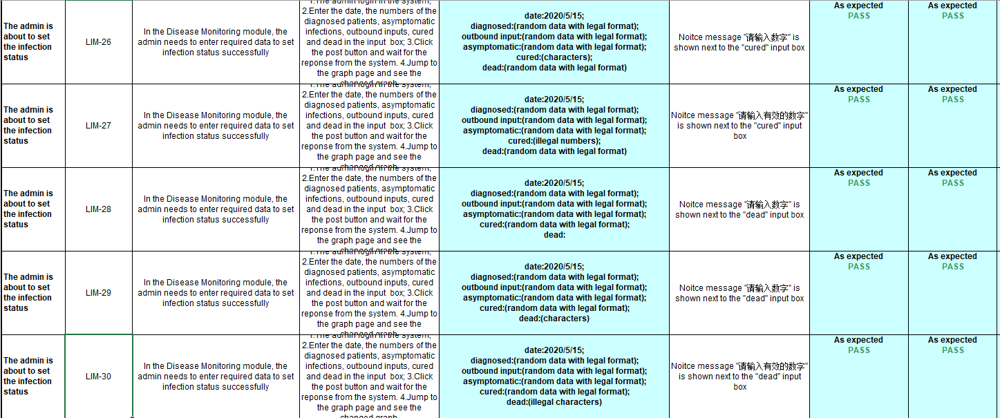 The admin is
about to set
the infection
status
LIM-26
In the Disease Monitoring module, the
admin needs to enter required data to set
infection status successfully
1.The admin login in the system;
2.Enter the date, the numbers of the
diagnosed patients, asymptomatic
infections, outbound inputs, cured
and dead in the input box; 3.Click
the post button and wait for the
reponse from the system. 4.Jump to
the graph page and see the
changed graph
date:2020/5/15;
diagnosed:(random data with legal format);
outbound input:(random data with legal format);
asymptomatic:(random data with legal format);
cured:(characters);
dead:(random data with legal format)
Noitce message "请输入数字" is
shown next to the "cured" input box
As expected
PASS
As expected
PASS
The admin is
about to set
the infection
status
LIM-27
In the Disease Monitoring module, the
admin needs to enter required data to set
infection status successfully
1.The admin login in the system;
2.Enter the date, the numbers of the
diagnosed patients, asymptomatic
infections, outbound inputs, cured
and dead in the input box; 3.Click
the post button and wait for the
reponse from the system. 4.Jump to
the graph page and see the
changed graph
date:2020/5/15;
diagnosed:(random data with legal format);
outbound input:(random data with legal format);
asymptomatic:(random data with legal format);
cured:(illegal numbers);
dead:(random data with legal format)
Noitce message "请输入有效的数字"
is shown next to the "cured" input
box
As expected
PASS
As expected
PASS
The admin is
about to set
the infection
status
LIM-28
In the Disease Monitoring module, the
admin needs to enter required data to set
infection status successfully
1.The admin login in the system;
2.Enter the date, the numbers of the
diagnosed patients, asymptomatic
infections, outbound inputs, cured
and dead in the input box; 3.Click
the post button and wait for the
reponse from the system. 4.Jump to
the graph page and see the
changed graph
date:2020/5/15;
diagnosed:(random data with legal format);
outbound input:(random data with legal format);
asymptomatic:(random data with legal format);
cured:(random data with legal format);
dead:
Noitce message "请输入数字" is
shown next to the "dead" input box
As expected
PASS
As expected
PASS
The admin is
about to set
the infection
status
LIM-29
In the Disease Monitoring module, the
admin needs to enter required data to set
infection status successfully
1.The admin login in the system;
2.Enter the date, the numbers of the
diagnosed patients, asymptomatic
infections, outbound inputs, cured
and dead in the input box; 3.Click
the post button and wait for the
reponse from the system. 4.Jump to
the graph page and see the
changed graph
date:2020/5/15;
diagnosed:(random data with legal format);
outbound input:(random data with legal format);
asymptomatic:(random data with legal format);
cured:(random data with legal format);
dead:(characters)
Noitce message "请输入数字" is
shown next to the "dead" input box
As expected
PASS
As expected
PASS
The admin is
about to set
the infection
status
LIM-30
In the Disease Monitoring module, the
admin needs to enter required data to set
infection status successfully
1.The admin login in the system;
2.Enter the date, the numbers of the
diagnosed patients, asymptomatic
infections, outbound inputs, cured
and dead in the input box; 3.Click
the post button and wait for the
reponse from the system. 4.Jump to
the graph page and see the
changed graph
date:2020/5/15;
diagnosed:(random data with legal format);
outbound input:(random data with legal format);
asymptomatic:(random data with legal format);
cured:(random data with legal format);
dead:(illegal characters)
Noitce message "请输入有效的数字"
is shown next to the "dead" input
box
As expected
PASS
As expected
PASS